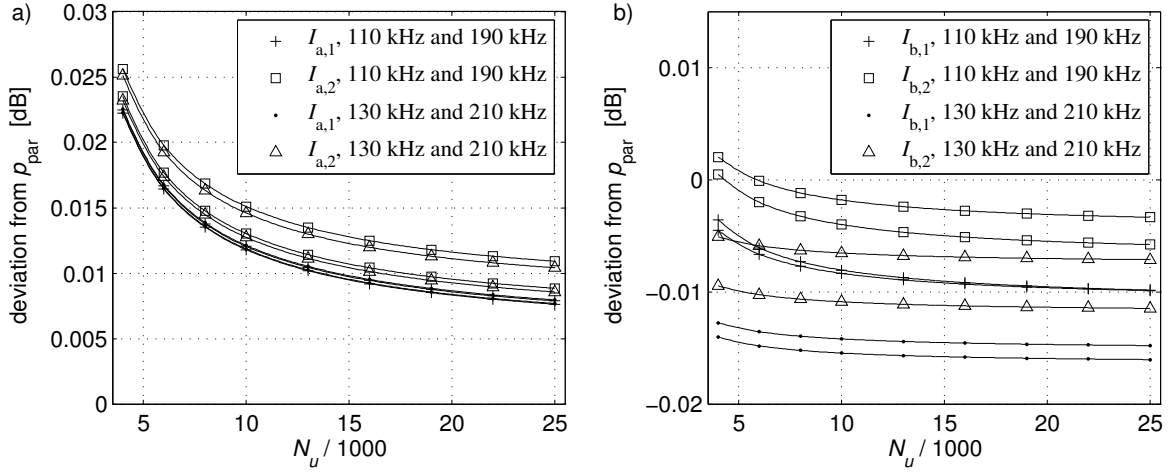 a)
deviation from p_par [dB]
0.03
0.025
0.02
0.015
0.01
0.005
0
5 10 15 20 25
N_u / 1000
I_a,1, 110 kHz and 190 kHz
I_a,2, 110 kHz and 190 kHz
I_a,1, 130 kHz and 210 kHz
I_a,2, 130 kHz and 210 kHz
b)
deviation from p_par [dB]
0.015
0
−0.01
−0.02
5 10 15 20 25
N_u / 1000
I_b,1, 110 kHz and 190 kHz
I_b,2, 110 kHz and 190 kHz
I_b,1, 130 kHz and 210 kHz
I_b,2, 130 kHz and 210 kHz